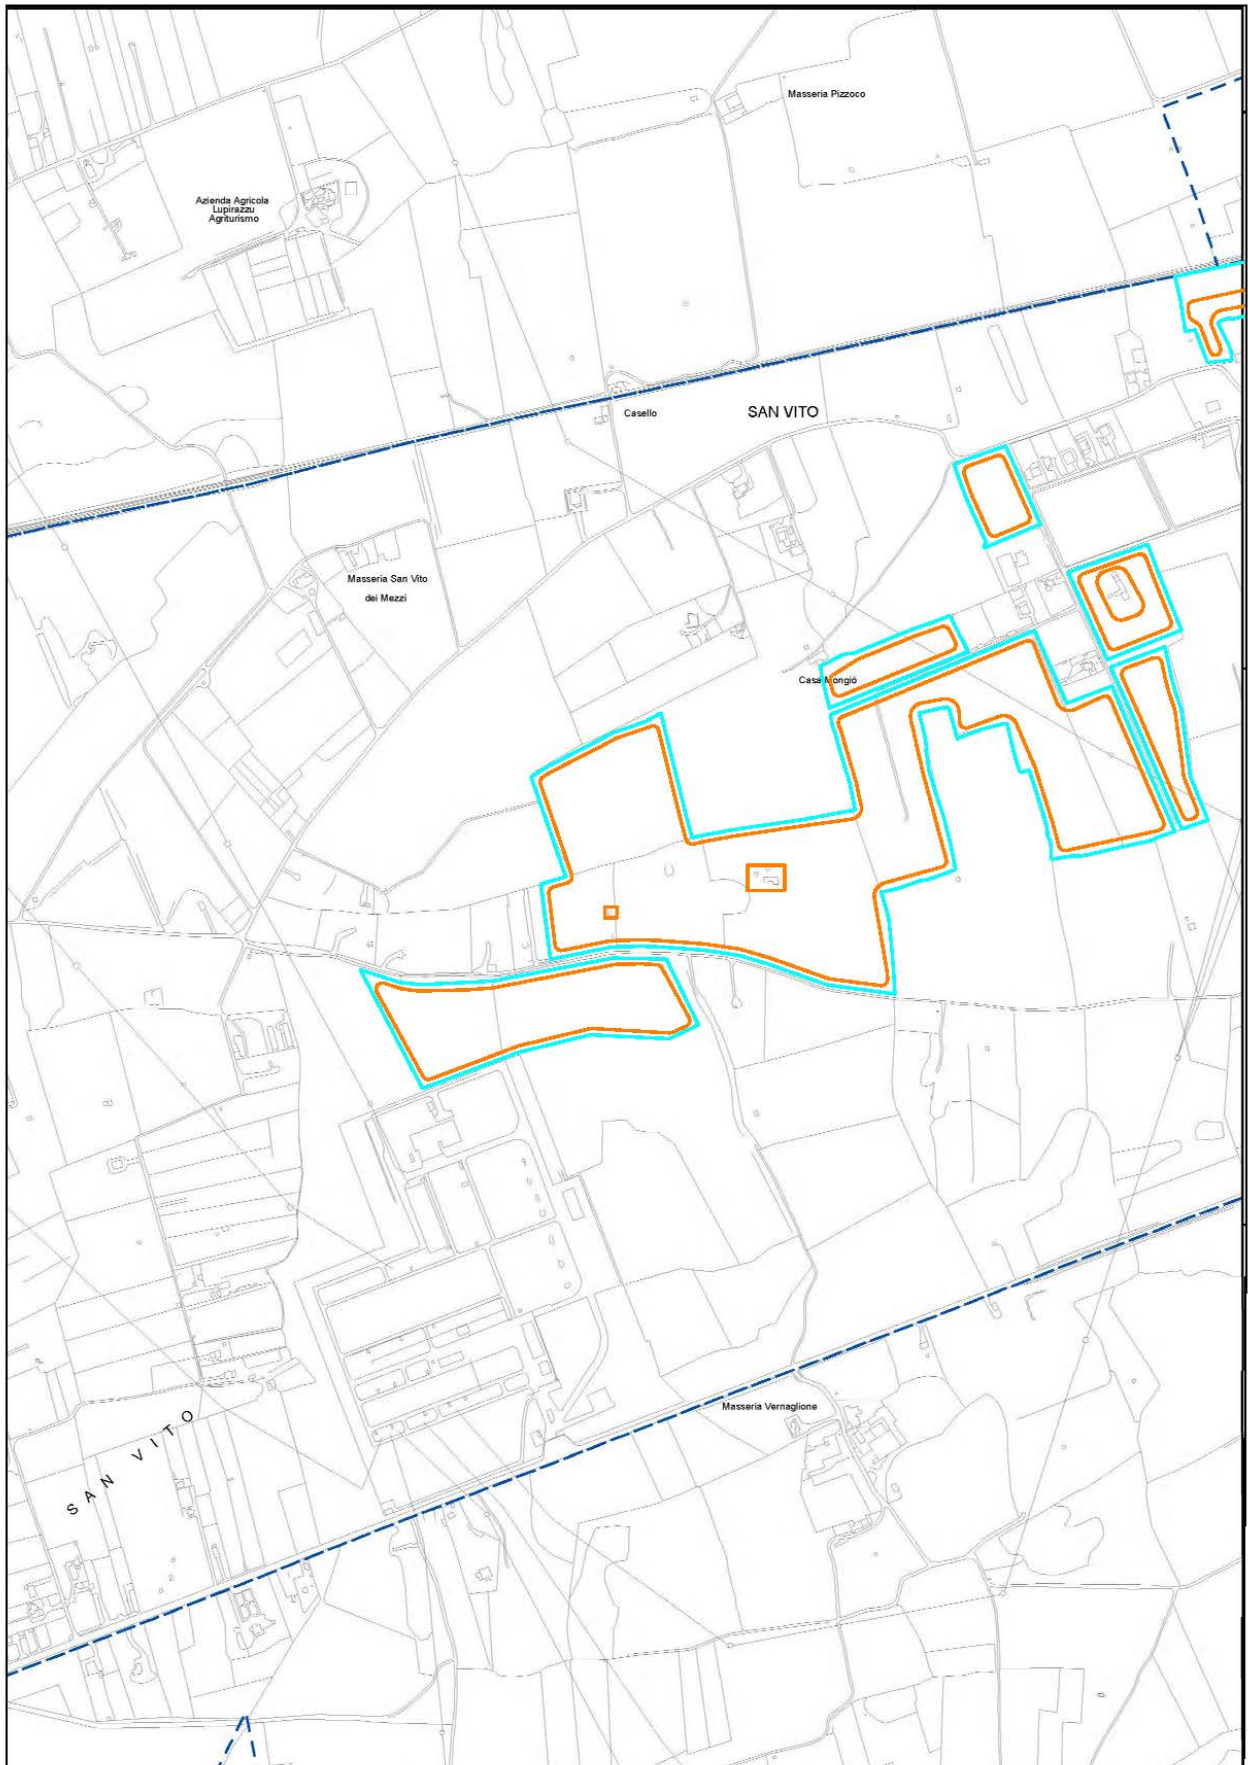 Masseria Pizzoco
Azienda Agricola
Lupirazzu
Agriturismo
Casello
SAN VITO
Masseria San Vito
dei Mezzi
Casa Mongiò
Masseria Vernaglione
SAN VITO